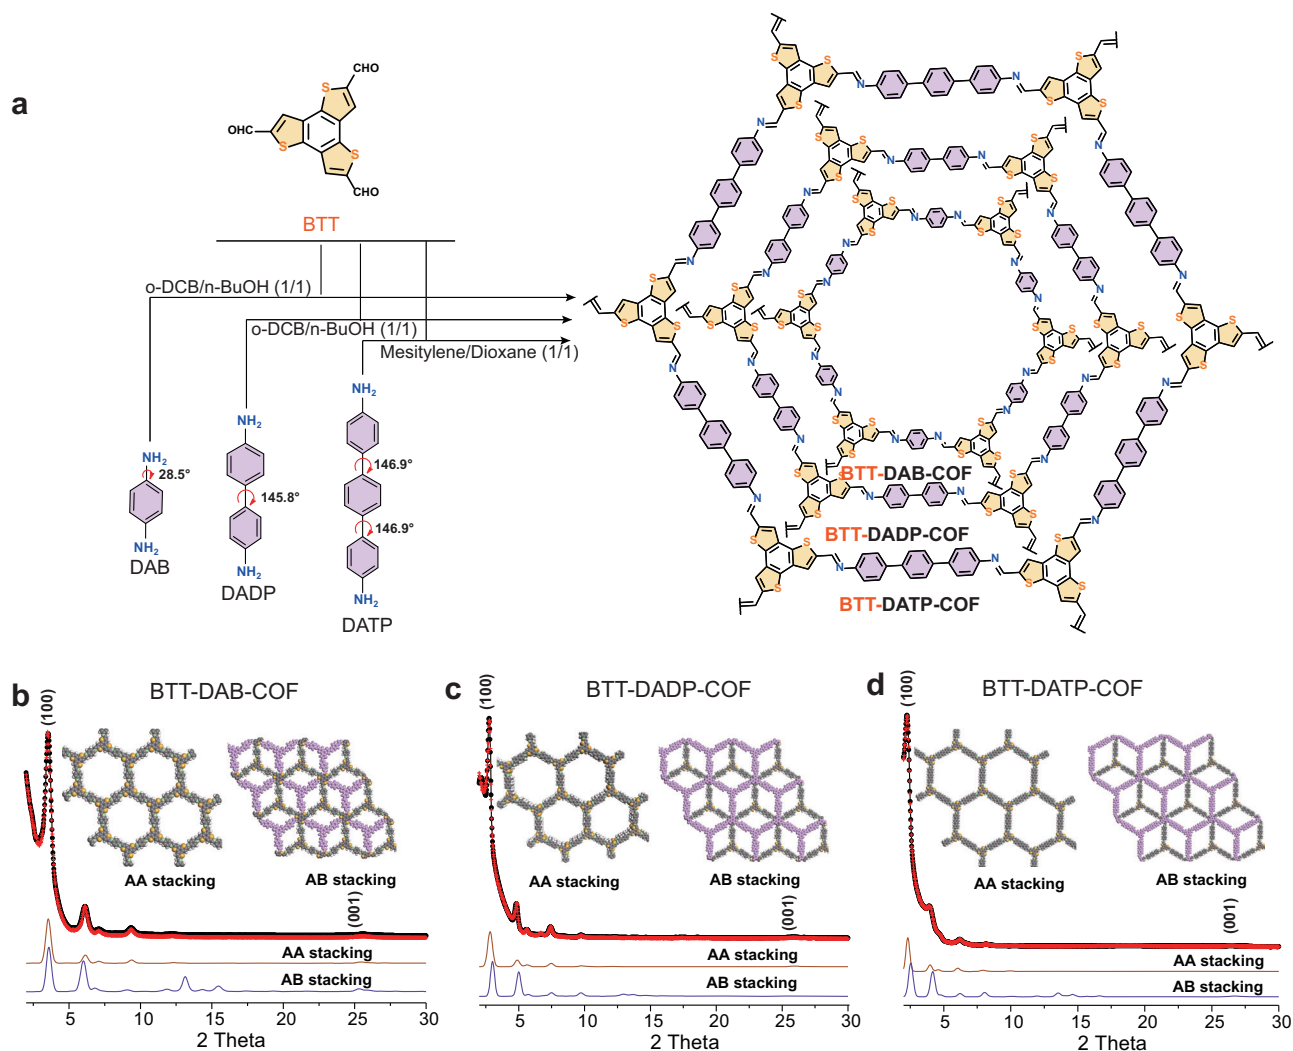 a
CHO
OHC
S
S
S
CHO
BTT
o-DCB/n-BuOH (1/1)
o-DCB/n-BuOH (1/1)
Mesitylene/Dioxane (1/1)
NH2
28.5°
NH2
DAB
NH2
145.8°
NH2
DADP
NH2
146.9°
146.9°
NH2
DATP
BTT-DAB-COF
BTT-DADP-COF
BTT-DATP-COF
b
BTT-DAB-COF
(100)
AA stacking
AB stacking
(001)
AA stacking
AB stacking
5 10 15 20 25 30
2 Theta
c
BTT-DADP-COF
(100)
AA stacking
AB stacking
(001)
AA stacking
AB stacking
5 10 15 20 25 30
2 Theta
d
BTT-DATP-COF
(100)
AA stacking
AB stacking
(001)
AA stacking
AB stacking
5 10 15 20 25 30
2 Theta